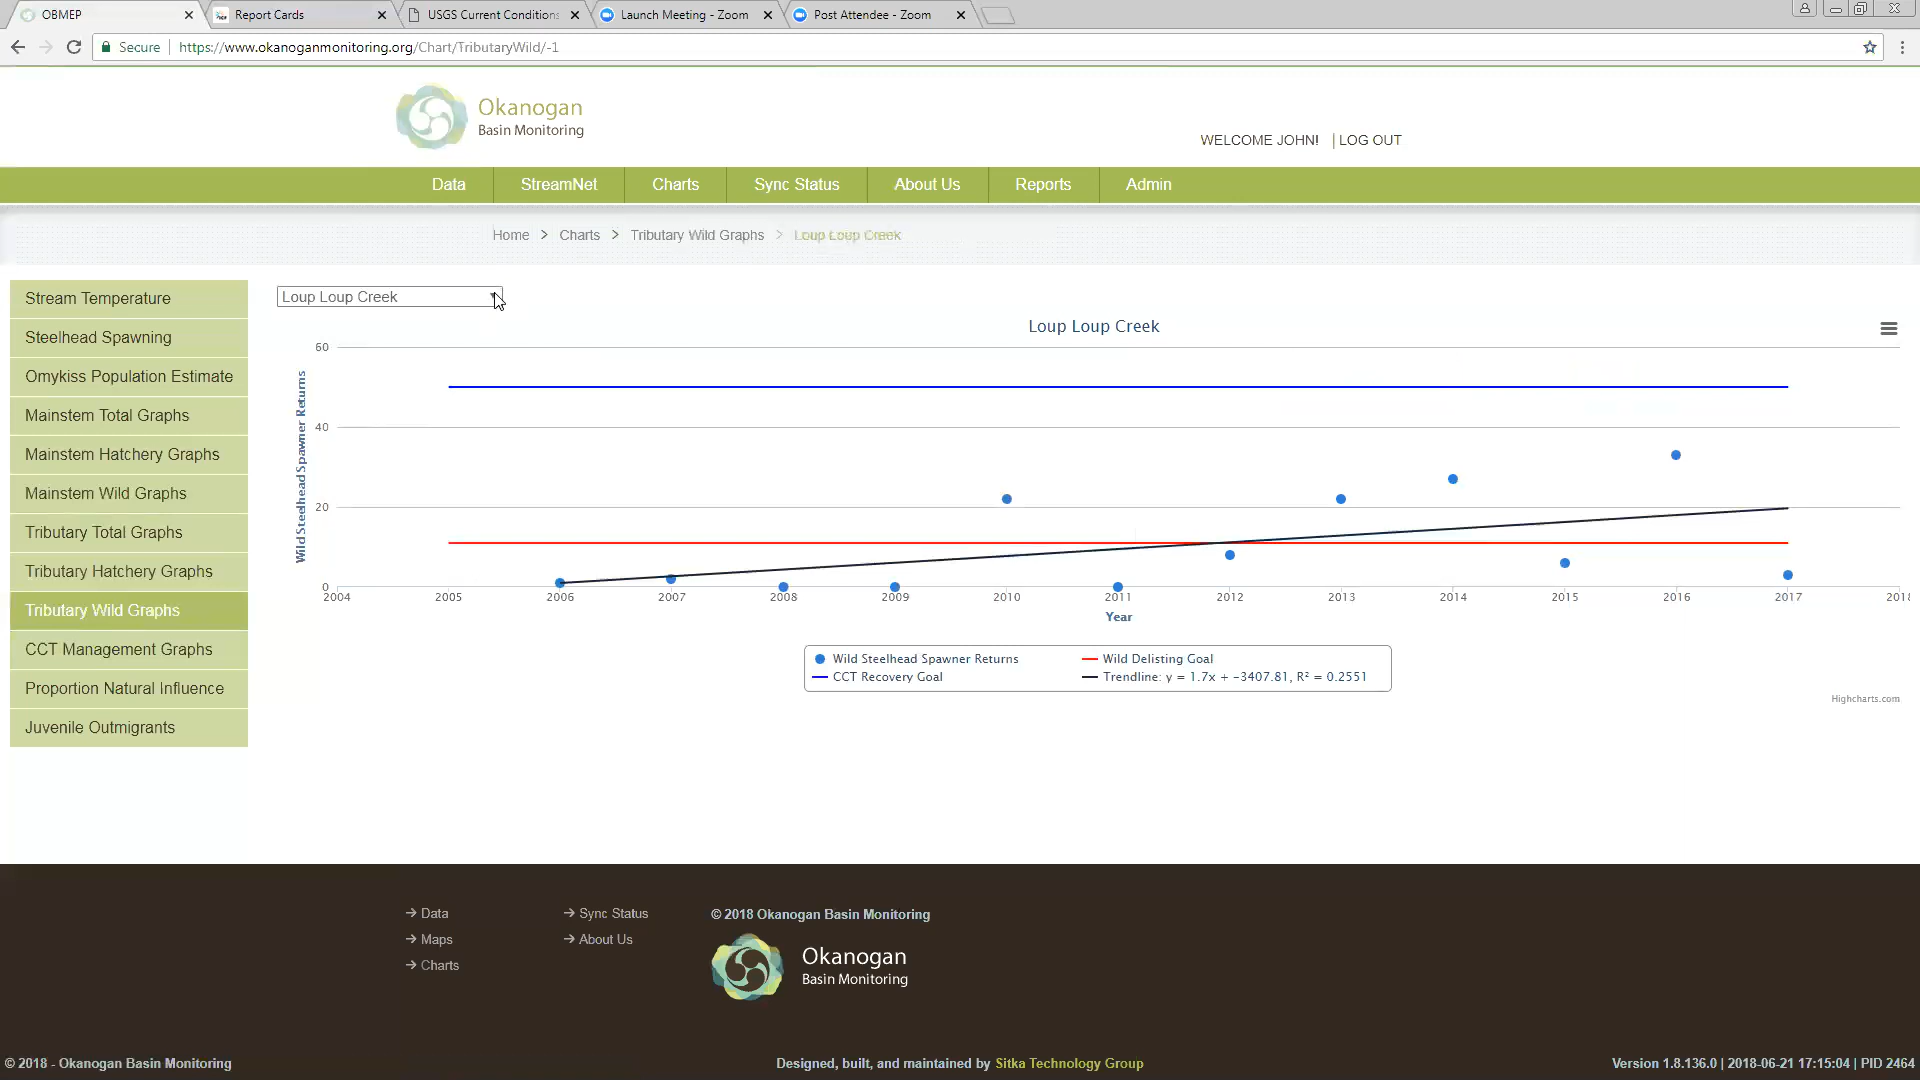 OBMEP
Report Cards
USGS Current Conditions
Launch Meeting - Zoom
Post Attendee - Zoom
Secure
https://www.okanoganmonitoring.org/Chart/TributaryWild/-1
Okanogan
Basin Monitoring
WELCOME JOHN! | LOG OUT
Data
StreamNet
Charts
Sync Status
About Us
Reports
Admin
Home > Charts > Tributary Wild Graphs > Loup Loup Creek
Stream Temperature
Steelhead Spawning
Omykiss Population Estimate
Mainstem Total Graphs
Mainstem Hatchery Graphs
Mainstem Wild Graphs
Tributary Total Graphs
Tributary Hatchery Graphs
Tributary Wild Graphs
CCT Management Graphs
Proportion Natural Influence
Juvenile Outmigrants
Loup Loup Creek
Loup Loup Creek
Wild Steelhead Spawner Returns
60
40
20
0
2004 2005 2006 2007 2008 2009 2010 2011 2012 2013 2014 2015 2016 2017 2018
Year
Wild Steelhead Spawner Returns
Wild Delisting Goal
CCT Recovery Goal
Trendline: y = 1.7x + −3407.81, R² = 0.2551
Highcharts.com
→ Data
→ Maps
→ Charts
→ Sync Status
→ About Us
© 2018 Okanogan Basin Monitoring
Okanogan
Basin Monitoring
© 2018 - Okanogan Basin Monitoring
Designed, built, and maintained by Sitka Technology Group
Version 1.8.136.0 | 2018-06-21 17:15:04 | PID 2464